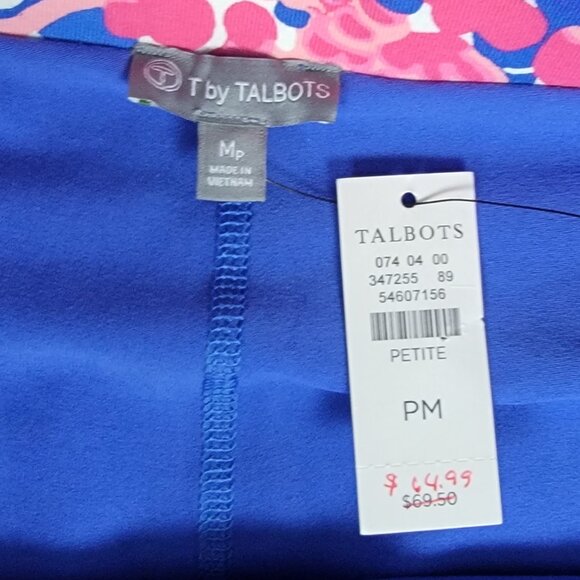 T by TALBOTS
Mp
MADE IN
VIETNAM
TALBOTS
074 04 00
347255 89
54607156
PETITE
PM
$ 64.99
$69.50